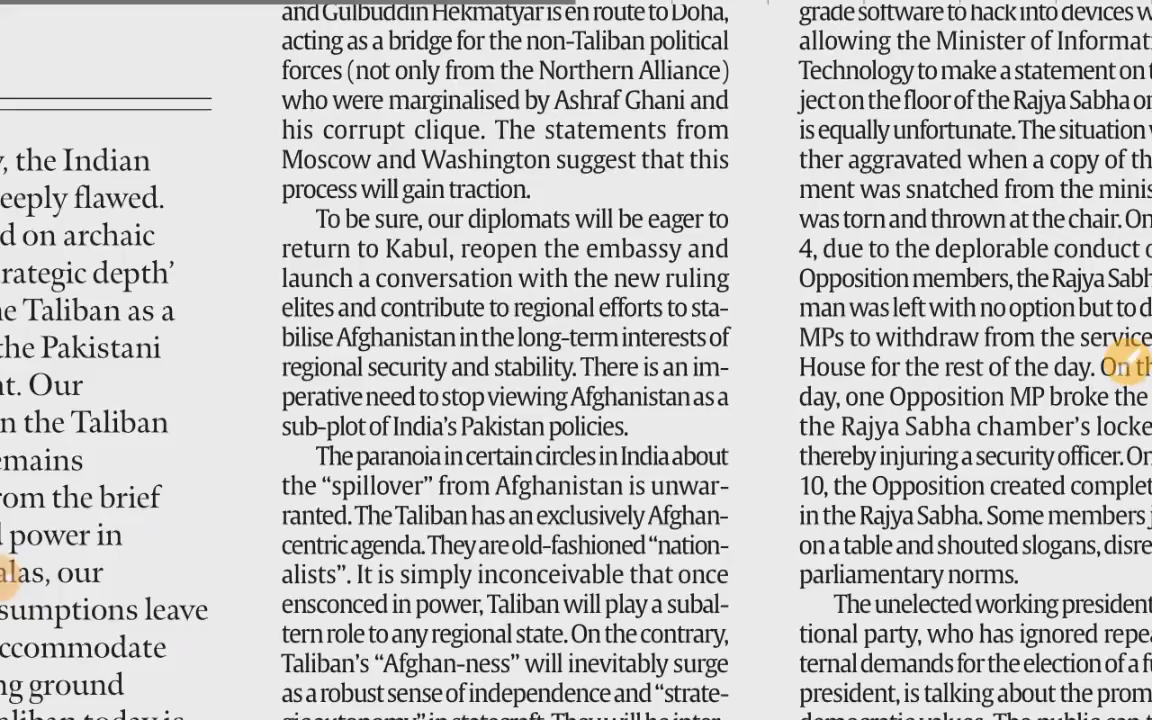 , the Indian
eeply flawed.
d on archaic
rategic depth’
e Taliban as a
the Pakistani
t. Our
n the Taliban
emains
rom the brief
power in
alas, our
sumptions leave
ccommodate
ng ground
and Gulbuddin Hekmatyar is en route to Doha,
acting as a bridge for the non-Taliban political
forces (not only from the Northern Alliance)
who were marginalised by Ashraf Ghani and
his corrupt clique. The statements from
Moscow and Washington suggest that this
process will gain traction.
To be sure, our diplomats will be eager to
return to Kabul, reopen the embassy and
launch a conversation with the new ruling
elites and contribute to regional efforts to sta-
bilise Afghanistan in the long-term interests of
regional security and stability. There is an im-
perative need to stop viewing Afghanistan as a
sub-plot of India’s Pakistan policies.
The paranoia in certain circles in India about
the “spillover” from Afghanistan is unwar-
ranted. The Taliban has an exclusively Afghan-
centric agenda. They are old-fashioned “nation-
alists”. It is simply inconceivable that once
ensconced in power, Taliban will play a subal-
tern role to any regional state. On the contrary,
Taliban’s “Afghan-ness” will inevitably surge
as a robust sense of independence and “strate-
grade software to hack into devices w
allowing the Minister of Informati
Technology to make a statement on t
ject on the floor of the Rajya Sabha on
is equally unfortunate. The situation
ther aggravated when a copy of th
ment was snatched from the minis
was torn and thrown at the chair. On
4, due to the deplorable conduct o
Opposition members, the Rajya Sabh
man was left with no option but to d
MPs to withdraw from the service
House for the rest of the day. On th
day, one Opposition MP broke the
the Rajya Sabha chamber’s locke
thereby injuring a security officer. On
10, the Opposition created complet
in the Rajya Sabha. Some members j
on a table and shouted slogans, disre
parliamentary norms.
The unelected working president
tional party, who has ignored repea
ternal demands for the election of a fu
president, is talking about the prom